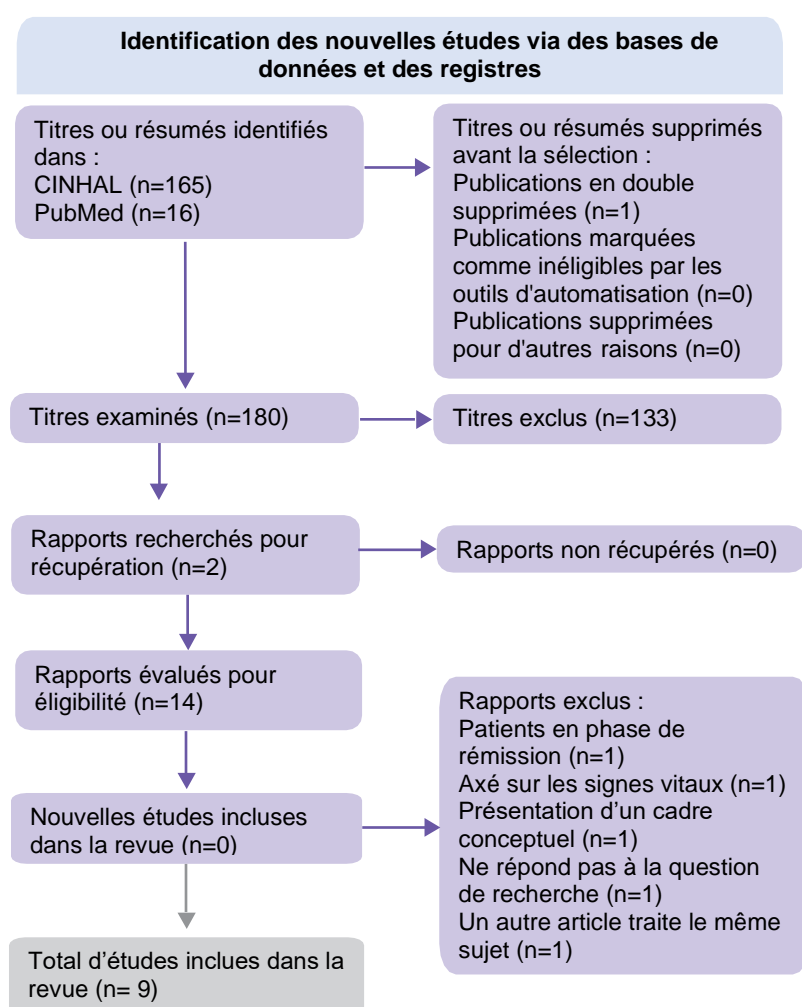 Identification des nouvelles études via des bases de
données et des registres
Titres ou résumés identifiés
dans :
CINHAL (n=165)
PubMed (n=16)
Titres ou résumés supprimés
avant la sélection :
Publications en double
supprimées (n=1)
Publications marquées
comme inéligibles par les
outils d'automatisation (n=0)
Publications supprimées
pour d'autres raisons (n=0)
Titres examinés (n=180)
Titres exclus (n=133)
Rapports recherchés pour
récupération (n=2)
Rapports non récupérés (n=0)
Rapports évalués pour
éligibilité (n=14)
Rapports exclus :
Patients en phase de
rémission (n=1)
Axé sur les signes vitaux (n=1)
Présentation d’un cadre
conceptuel (n=1)
Ne répond pas à la question
de recherche (n=1)
Un autre article traite le même
sujet (n=1)
Nouvelles études incluses
dans la revue (n=0)
Total d’études inclues dans la
revue (n= 9)